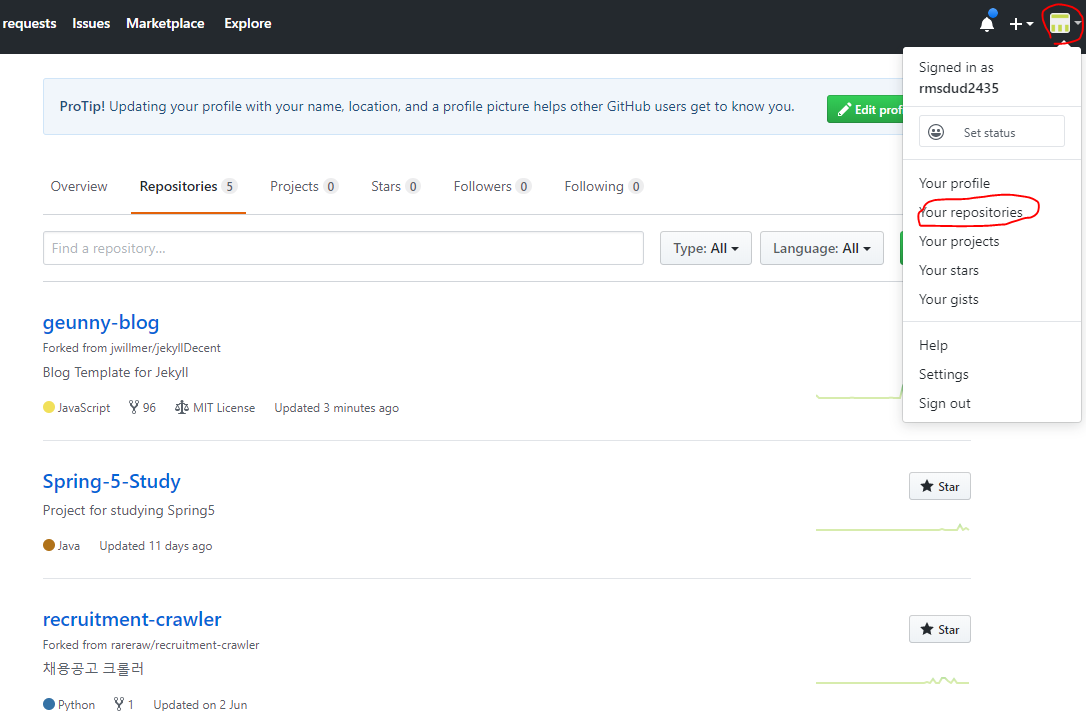 requests Issues Marketplace Explore
Signed in as
rmsdud2435
Set status
Your profile
Your repositories
Your projects
Your stars
Your gists
Help
Settings
Sign out
ProTip! Updating your profile with your name, location, and a profile picture helps other GitHub users get to know you.
Edit prof
Overview Repositories 5 Projects 0 Stars 0 Followers 0 Following 0
Find a repository... Type: All Language: All
geunny-blog
Forked from jwillmer/jekyllDecent
Blog Template for Jekyll
JavaScript 96 MIT License Updated 3 minutes ago
Spring-5-Study
Star
Project for studying Spring5
Java Updated 11 days ago
recruitment-crawler
Star
Forked from rareraw/recruitment-crawler
채용공고 크롤러
Python 1 Updated on 2 Jun